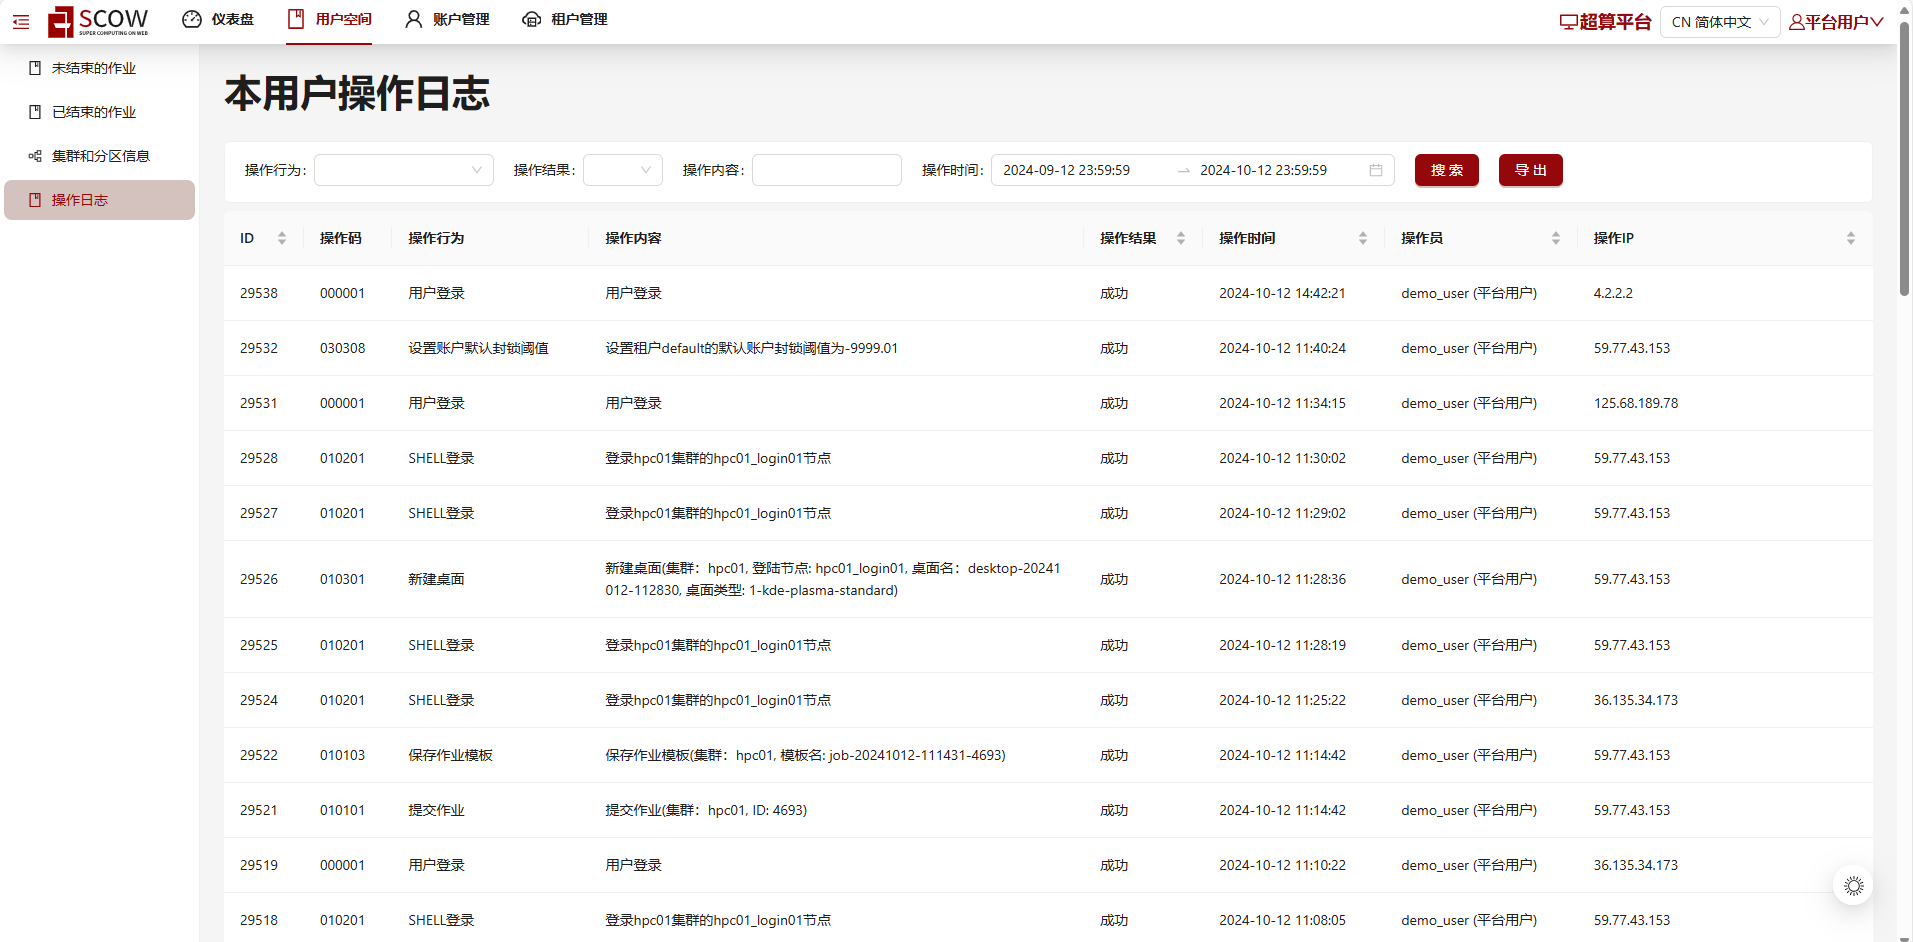 SCOW
SUPER COMPUTING ON WEB
仪表盘
用户空间
账户管理
租户管理
超算平台
CN 简体中文
平台用户
未结束的作业
已结束的作业
集群和分区信息
操作日志
本用户操作日志
操作行为:
操作结果:
操作内容:
操作时间: 2024-09-12 23:59:59 → 2024-10-12 23:59:59
搜 索
导 出
ID 操作码 操作行为 操作内容 操作结果 操作时间 操作员 操作IP
29538 000001 用户登录 用户登录 成功 2024-10-12 14:42:21 demo_user (平台用户) 4.2.2.2
29532 030308 设置账户默认封锁阈值 设置租户default的默认账户封锁阈值为-9999.01 成功 2024-10-12 11:40:24 demo_user (平台用户) 59.77.43.153
29531 000001 用户登录 用户登录 成功 2024-10-12 11:34:15 demo_user (平台用户) 125.68.189.78
29528 010201 SHELL登录 登录hpc01集群的hpc01_login01节点 成功 2024-10-12 11:30:02 demo_user (平台用户) 59.77.43.153
29527 010201 SHELL登录 登录hpc01集群的hpc01_login01节点 成功 2024-10-12 11:29:02 demo_user (平台用户) 59.77.43.153
29526 010301 新建桌面 新建桌面(集群：hpc01, 登陆节点: hpc01_login01, 桌面名：desktop-20241
012-112830, 桌面类型: 1-kde-plasma-standard) 成功 2024-10-12 11:28:36 demo_user (平台用户) 59.77.43.153
29525 010201 SHELL登录 登录hpc01集群的hpc01_login01节点 成功 2024-10-12 11:28:19 demo_user (平台用户) 59.77.43.153
29524 010201 SHELL登录 登录hpc01集群的hpc01_login01节点 成功 2024-10-12 11:25:22 demo_user (平台用户) 36.135.34.173
29522 010103 保存作业模板 保存作业模板(集群：hpc01, 模板名: job-20241012-111431-4693) 成功 2024-10-12 11:14:42 demo_user (平台用户) 59.77.43.153
29521 010101 提交作业 提交作业(集群：hpc01, ID: 4693) 成功 2024-10-12 11:14:42 demo_user (平台用户) 59.77.43.153
29519 000001 用户登录 用户登录 成功 2024-10-12 11:10:22 demo_user (平台用户) 36.135.34.173
29518 010201 SHELL登录 登录hpc01集群的hpc01_login01节点 成功 2024-10-12 11:08:05 demo_user (平台用户) 59.77.43.153